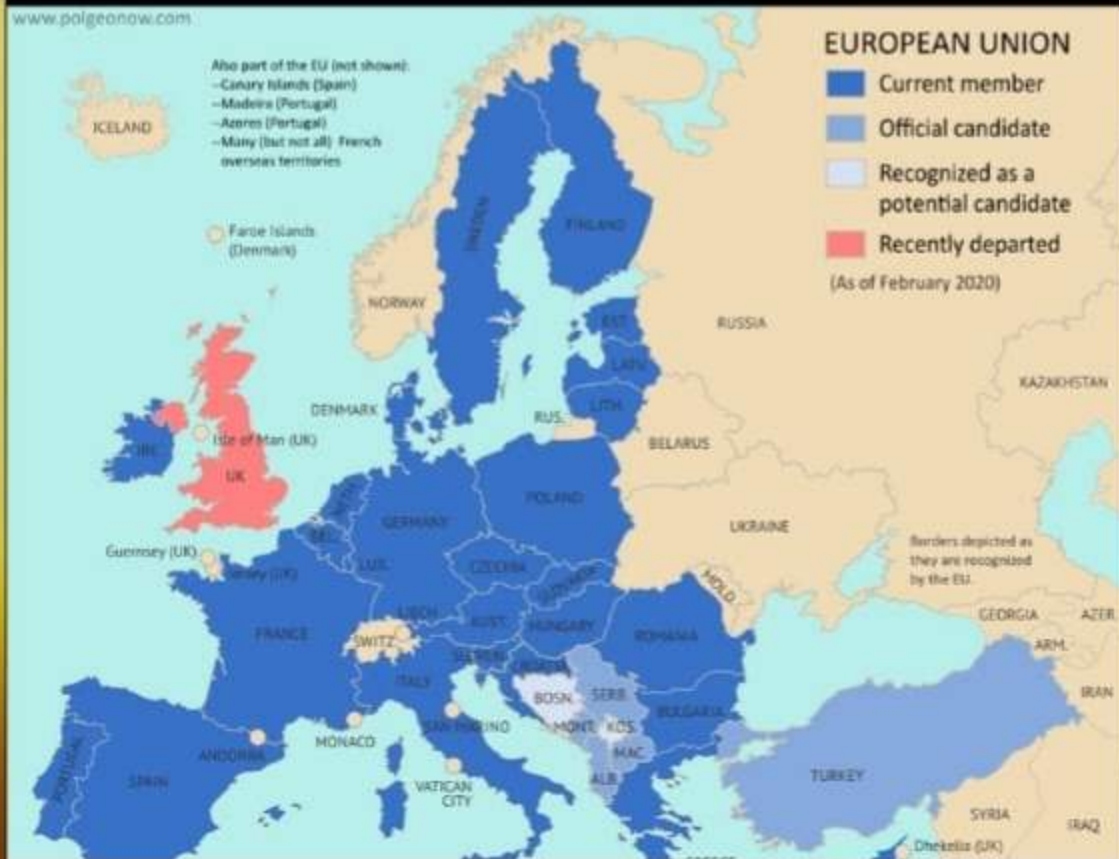 www.polgeonow.com
Also part of the EU (not shown):
--Canary Islands (Spain)
--Madeira (Portugal)
--Azores (Portugal)
--Many (but not all) French
overseas territories
EUROPEAN UNION
Current member
Official candidate
Recognized as a
potential candidate
Recently departed
(As of February 2020)
ICELAND
Faroe Islands
(Denmark)
SWEDEN
FINLAND
NORWAY
RUSSIA
EST.
LATV.
LITH.
KAZAKHSTAN
DENMARK
RUS.
BELARUS
IRE.
Isle of Man (UK)
UK
NETH.
GERMANY
POLAND
UKRAINE
BEL.
Guernsey (UK)
Jersey (UK)
LUX.
CZECHIA
SLOVAKIA
Borders depicted as
they are recognized
by the EU.
MOLD.
LIECH.
FRANCE
SWITZ.
AUST.
HUNGARY
ROMANIA
GEORGIA
AZER.
ARM.
IRAN
ITALY
BOSN.
SERB.
BULGARIA
SAN MARINO
MONT.
KOS.
MAC.
ALB.
ANDORRA
MONACO
PORTUGAL
SPAIN
VATICAN
CITY
TURKEY
SYRIA
IRAQ
Dhekelia (UK)